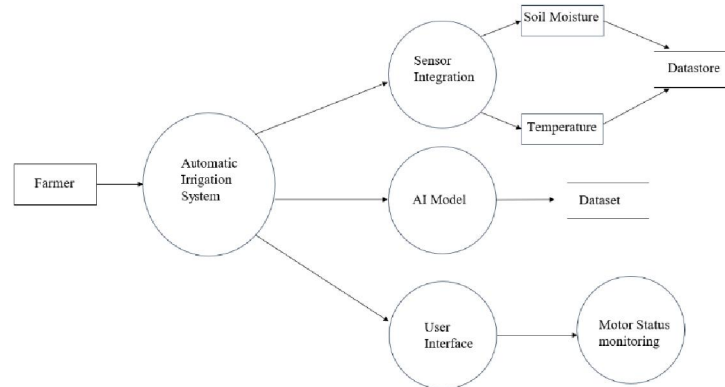 Soil Moisture
Sensor
Integration
Datastore
Temperature
Automatic
Irrigation
System
Farmer
AI Model
Dataset
User
Interface
Motor Status
monitoring